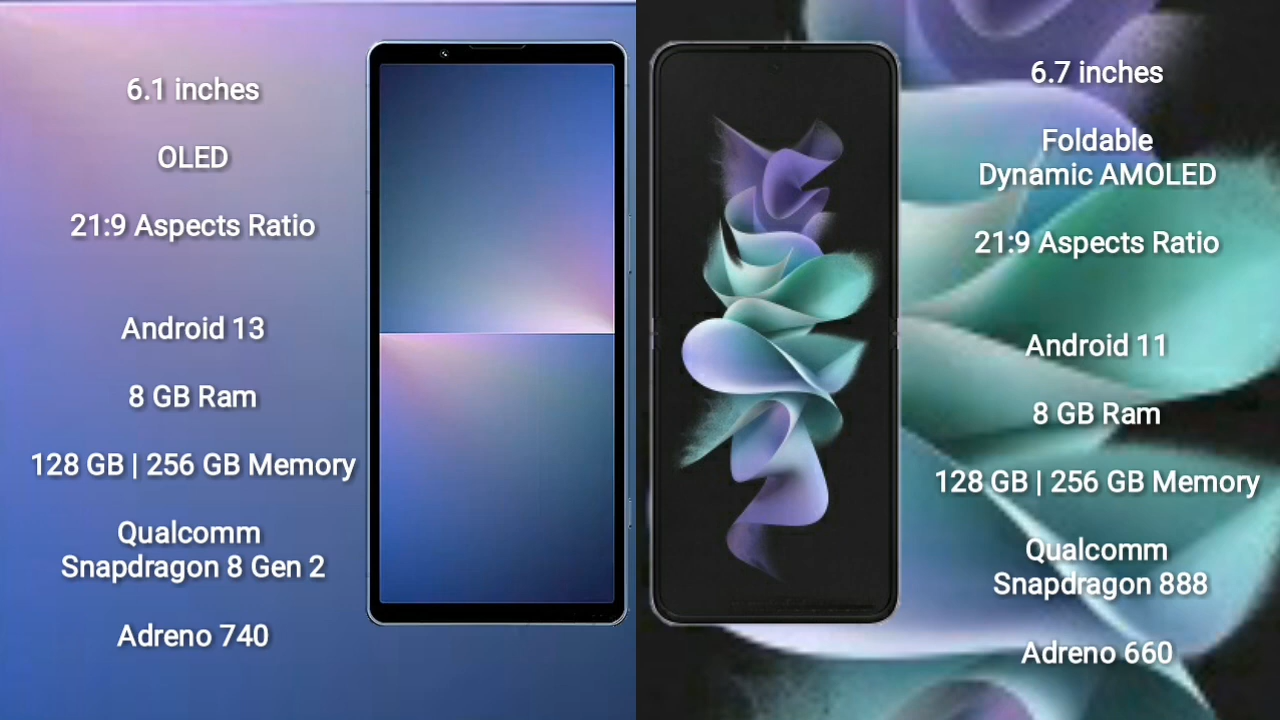 6.1 inches
OLED
21:9 Aspects Ratio
Android 13
8 GB Ram
128 GB | 256 GB Memory
Qualcomm
Snapdragon 8 Gen 2
Adreno 740
6.7 inches
Foldable
Dynamic AMOLED
21:9 Aspects Ratio
Android 11
8 GB Ram
128 GB | 256 GB Memory
Qualcomm
Snapdragon 888
Adreno 660